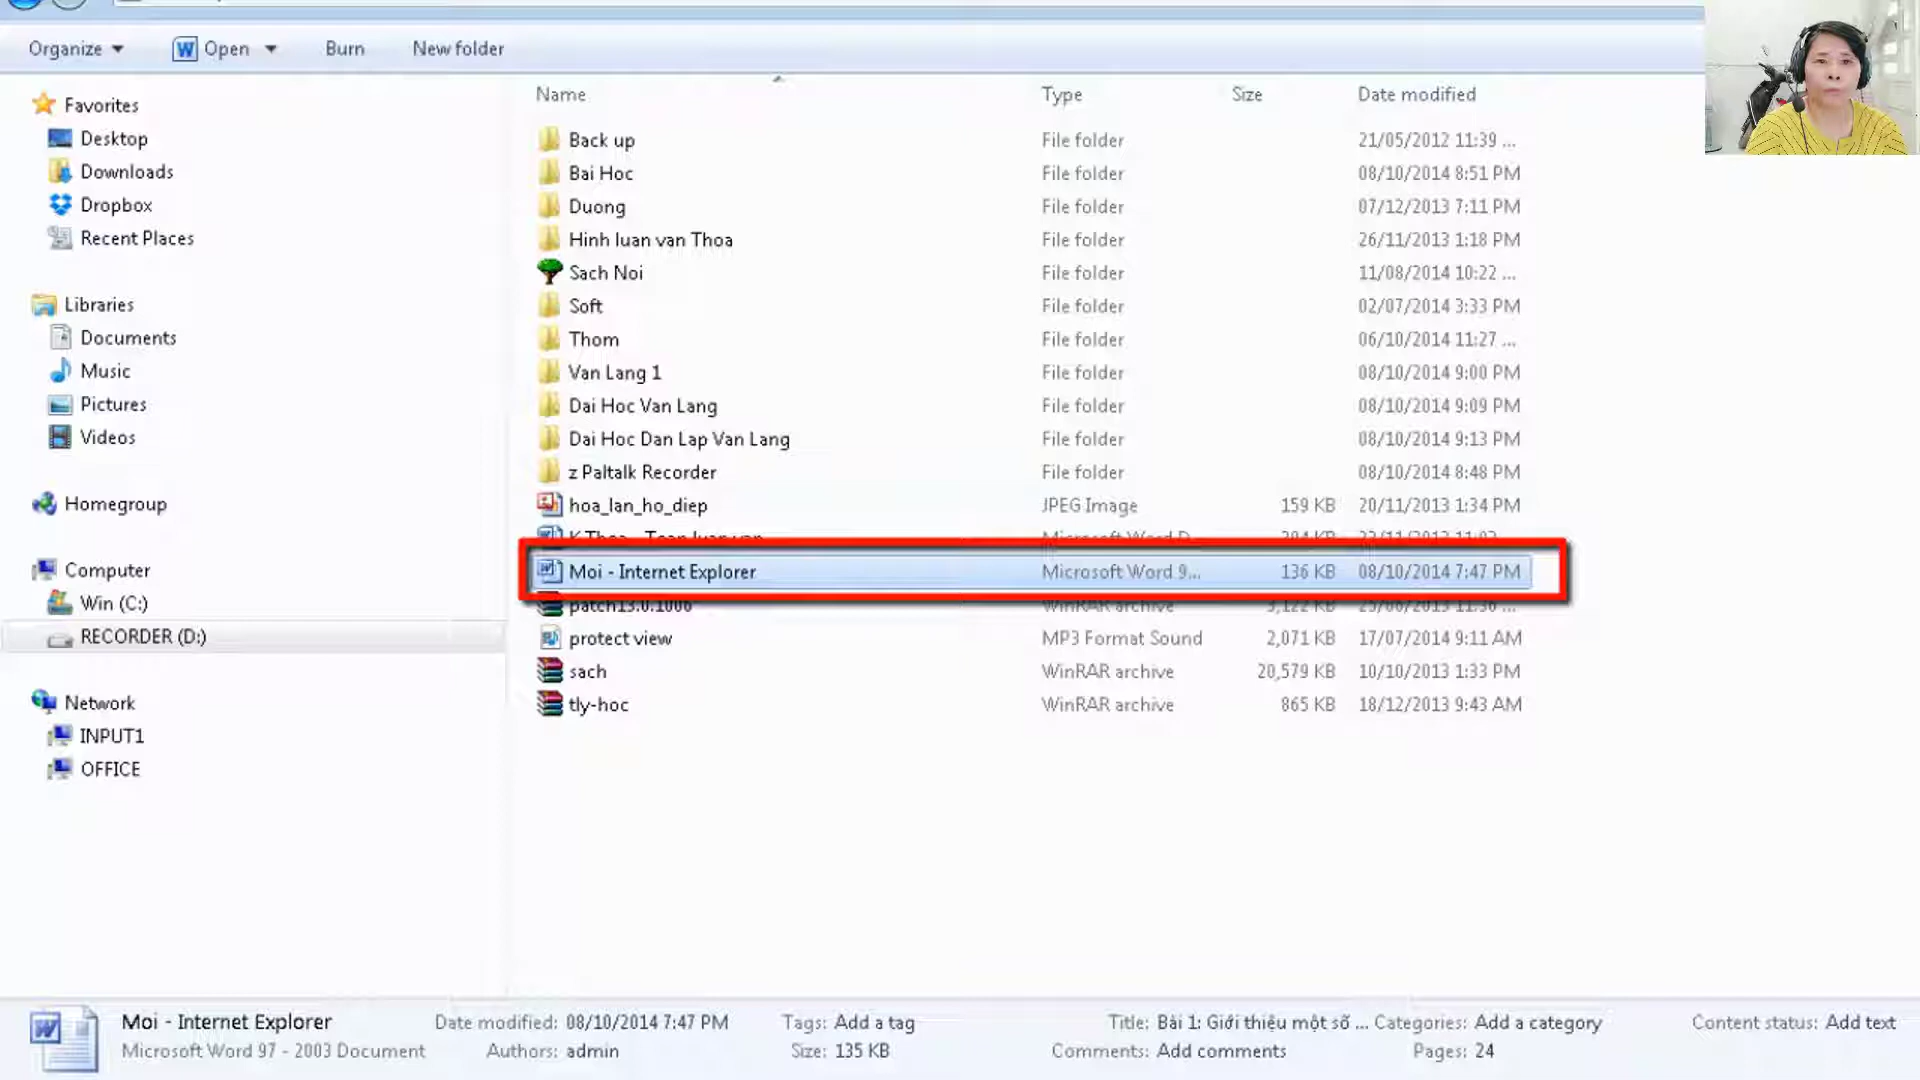 Organize Open Burn New folder
Name Type Size Date modified
Favorites
Desktop
Downloads
Dropbox
Recent Places
Libraries
Documents
Music
Pictures
Videos
Homegroup
Computer
Win (C:)
RECORDER (D:)
Network
INPUT1
OFFICE
Back up File folder 21/05/2012 11:39 ...
Bai Hoc File folder 08/10/2014 8:51 PM
Duong File folder 07/12/2013 7:11 PM
Hinh luan van Thoa File folder 26/11/2013 1:18 PM
Sach Noi File folder 11/08/2014 10:22 ...
Soft File folder 02/07/2014 3:33 PM
Thom File folder 06/10/2014 11:27 ...
Van Lang 1 File folder 08/10/2014 9:00 PM
Dai Hoc Van Lang File folder 08/10/2014 9:09 PM
Dai Hoc Dan Lap Van Lang File folder 08/10/2014 9:13 PM
z Paltalk Recorder File folder 08/10/2014 8:48 PM
hoa_lan_ho_diep JPEG Image 159 KB 20/11/2013 1:34 PM
K Thoa - Toan luan van Microsoft Word D...
Moi - Internet Explorer Microsoft Word 9... 136 KB 08/10/2014 7:47 PM
patch13.0.1006 WinRAR archive 3,122 KB
protect view MP3 Format Sound 2,071 KB 17/07/2014 9:11 AM
sach WinRAR archive 20,579 KB 10/10/2013 1:33 PM
tly-hoc WinRAR archive 865 KB 18/12/2013 9:43 AM
Moi - Internet Explorer Date modified: 08/10/2014 7:47 PM Tags: Add a tag Title: Bài 1: Giới thiệu một số ... Categories: Add a category Content status: Add text
Microsoft Word 97 - 2003 Document Authors: admin Size: 135 KB Comments: Add comments Pages: 24